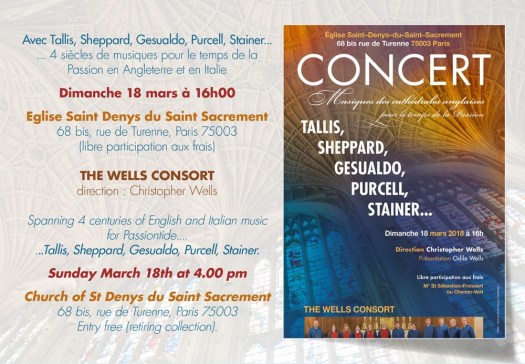 Avec Tallis, Sheppard, Gesualdo, Purcell, Stainer...
... 4 siècles de musiques pour le temps de la
Passion en Angleterre et en Italie
Dimanche 18 mars à 16h00
Eglise Saint Denys du Saint Sacrement
68 bis, rue de Turenne, Paris 75003
(libre participation aux frais)
THE WELLS CONSORT
direction : Christopher Wells
Spanning 4 centuries of English and Italian music
for Passiontide....
...Tallis, Sheppard, Gesualdo, Purcell, Stainer.
Sunday March 18th at 4.00 pm
Church of St Denys du Saint Sacrement
68 bis, rue de Turenne, Paris 75003
Entry free (retiring collection).
Église Saint-Denys-du-Saint-Sacrement
68 bis rue de Turenne 75003 Paris
CONCERT
Musiques des cathédrales anglaises
pour le temps de la Passion
TALLIS,
SHEPPARD,
GESUALDO,
PURCELL,
STAINER...
Dimanche 18 mars 2018 à 16h
Direction Christopher Wells
Présentation Odile Wells
Libre participation aux frais
M° St Sébastien-Froissart
ou Chemin-Vert
THE WELLS CONSORT